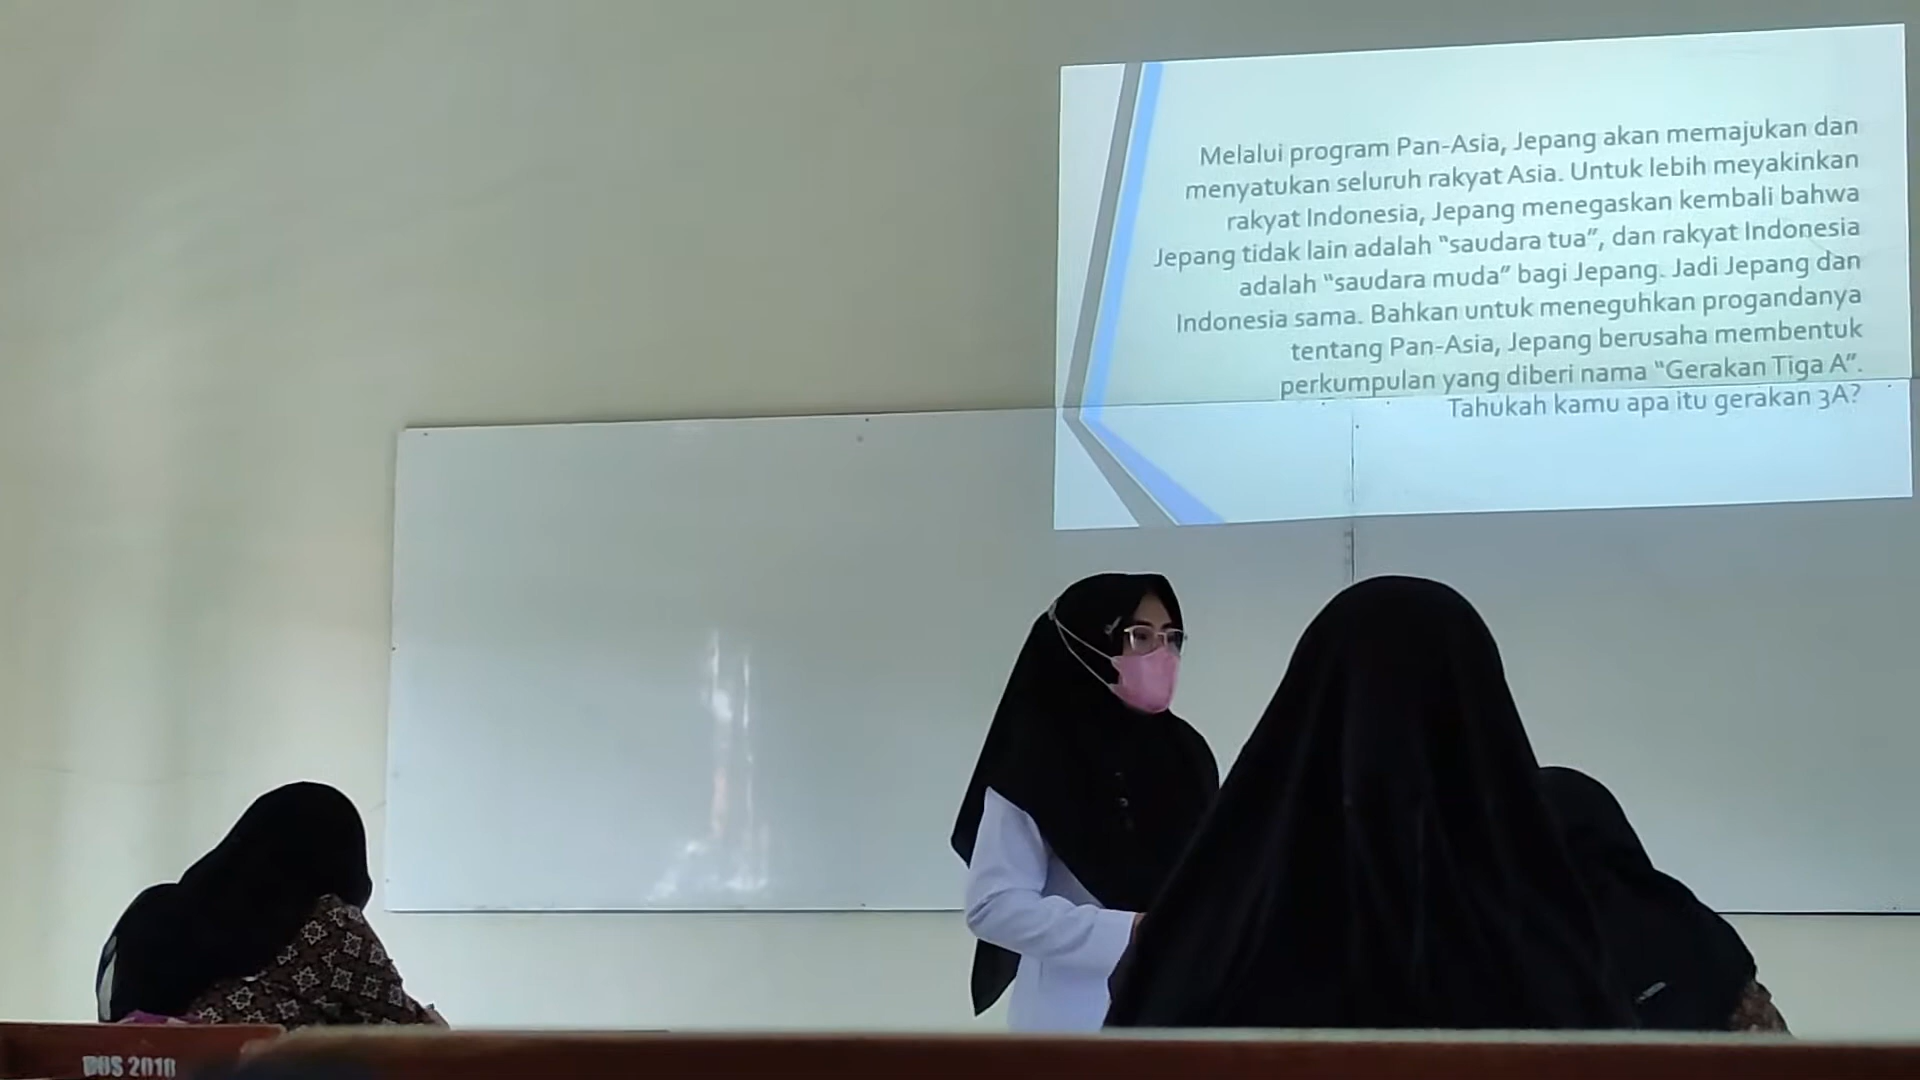 Melalui program Pan-Asia, Jepang akan memajukan dan
menyatukan seluruh rakyat Asia. Untuk lebih meyakinkan
rakyat Indonesia, Jepang menegaskan kembali bahwa
Jepang tidak lain adalah “saudara tua”, dan rakyat Indonesia
adalah “saudara muda” bagi Jepang. Jadi Jepang dan
Indonesia sama. Bahkan untuk meneguhkan progandanya
tentang Pan-Asia, Jepang berusaha membentuk
perkumpulan yang diberi nama “Gerakan Tiga A”.
Tahukah kamu apa itu gerakan 3A?
BOS 2018